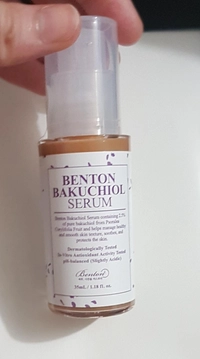 BENTON
BAKUCHIOL
SERUM
Benton Bakuchiol Serum containing
of pure bakuchiol from Psoralea
Corylifolia Fruit and helps manage healthy
and smooth skin texture, soothes, and
protects the skin.
Dermatologically Tested
In-Vitro Antioxidant Activity Tested
pH-balanced (Slightly Acidic)
Benton
35ml / 1.18 fl. oz.